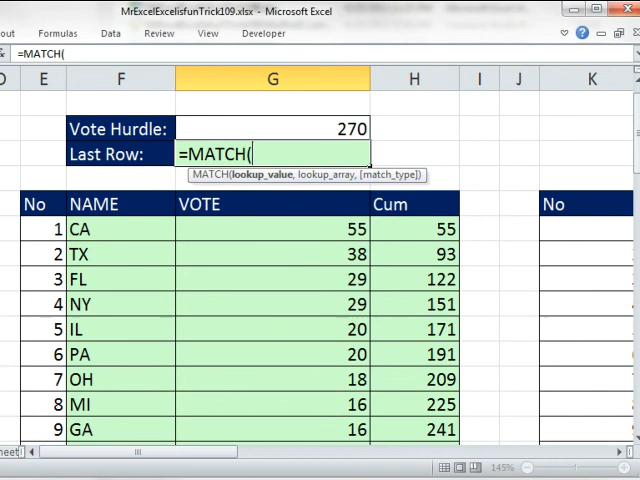 MrExcelExcelisfunTrick109.xlsx - Microsoft Excel
out Formulas Data Review View Developer
=MATCH(
E F G H I J K
Vote Hurdle: 270
Last Row: =MATCH(
MATCH(lookup_value, lookup_array, [match_type])
No NAME VOTE Cum No
1 CA 55 55
2 TX 38 93
3 FL 29 122
4 NY 29 151
5 IL 20 171
6 PA 20 191
7 OH 18 209
8 MI 16 225
9 GA 16 241
145%